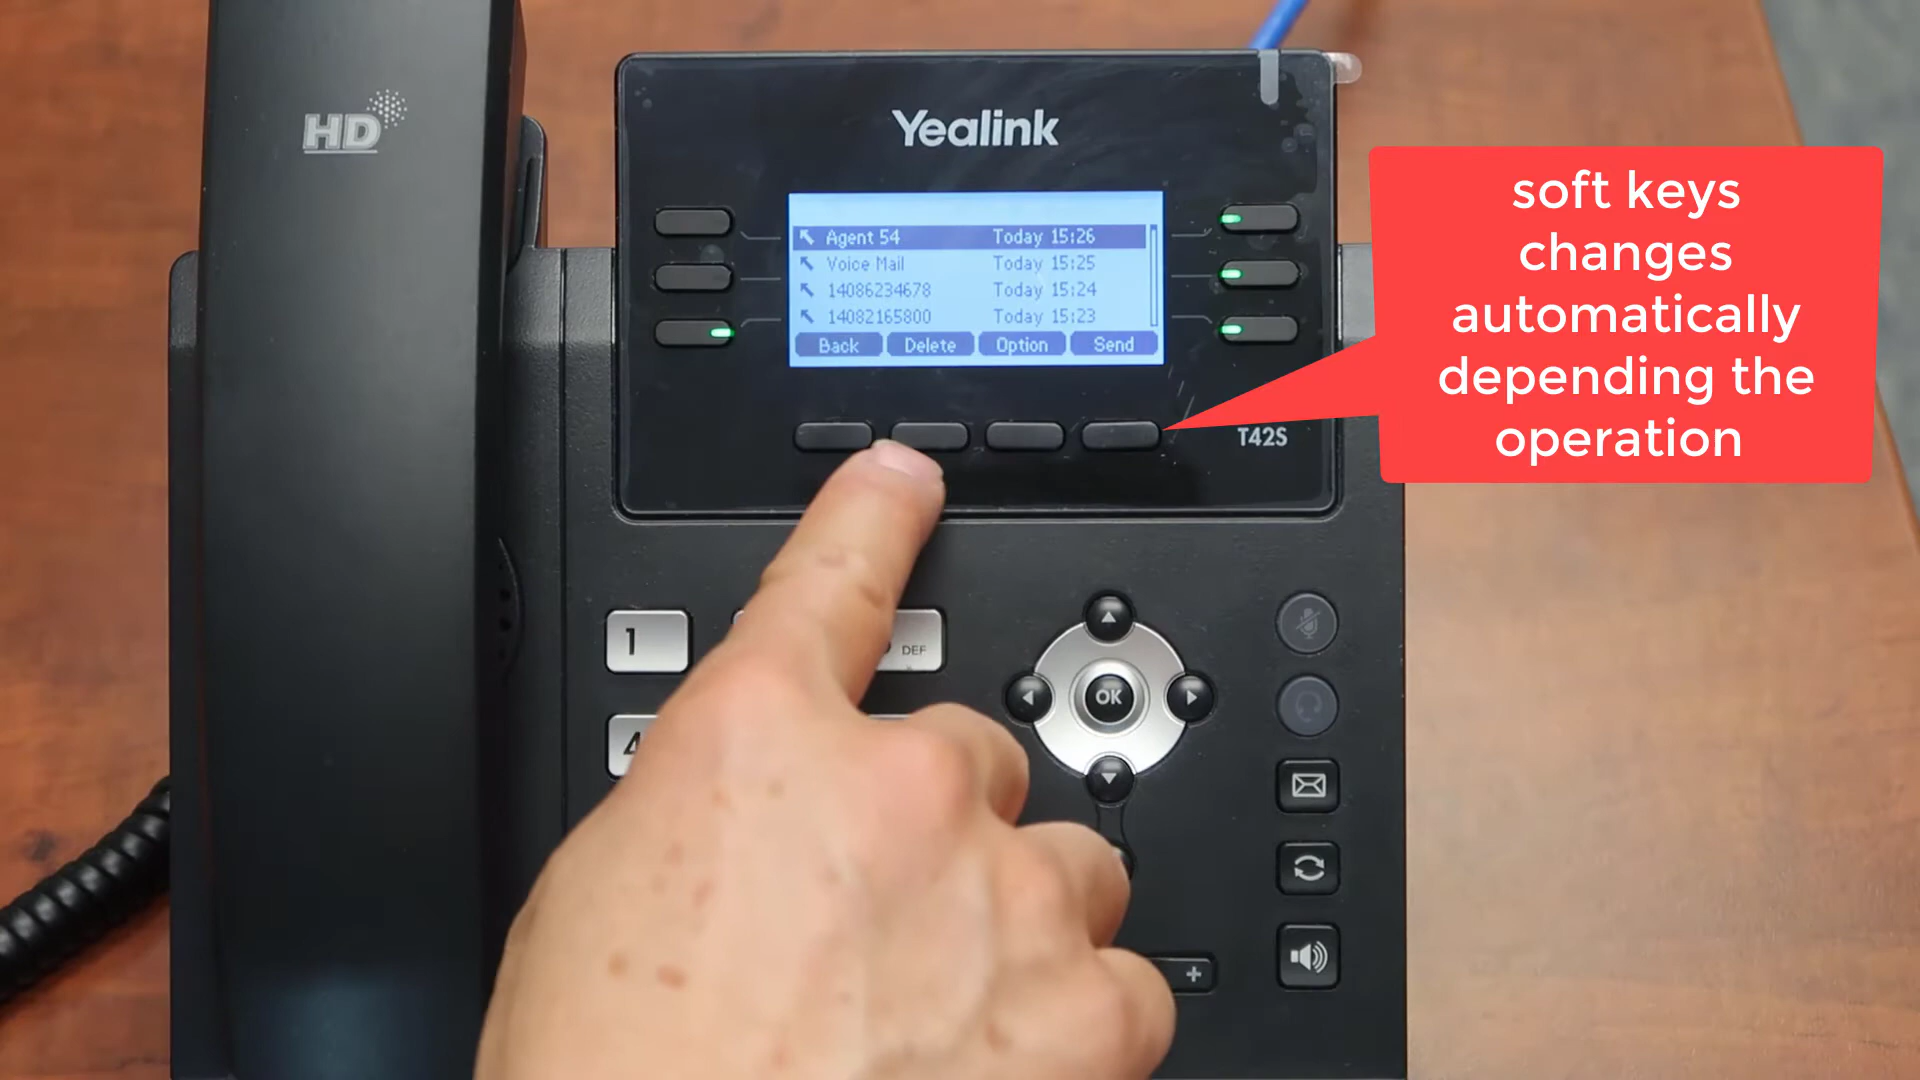 HD
Yealink
Agent 54 Today 15:26
Voice Mail Today 15:25
14086234678 Today 15:24
14082165800 Today 15:23
Back Delete Option Send
T42S
soft keys
changes
automatically
depending the
operation
1
DEF
4
OK
+